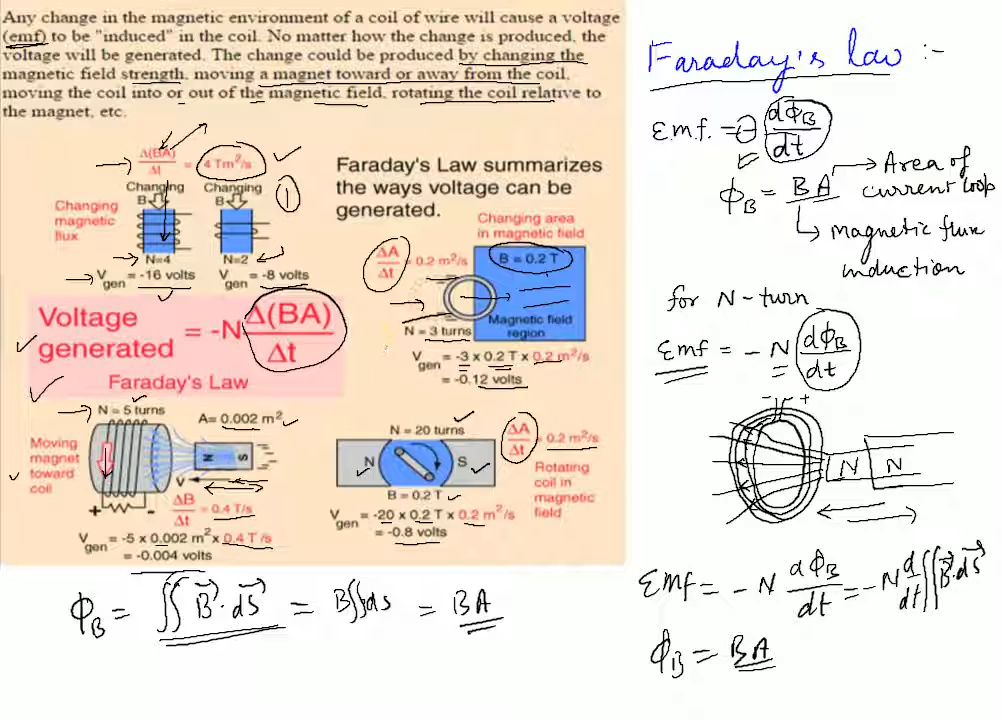 Any change in the magnetic environment of a coil of wire will cause a voltage
(emf) to be "induced" in the coil. No matter how the change is produced, the
voltage will be generated. The change could be produced by changing the
magnetic field strength, moving a magnet toward or away from the coil,
moving the coil into or out of the magnetic field, rotating the coil relative to
the magnet, etc.
Δ(BA)/Δt = 4 Tm²/s
Changing B
Changing B
①
Changing
magnetic
flux
N=4
N=2
Vgen = -16 volts
Vgen = -8 volts
Faraday's Law summarizes
the ways voltage can be
generated.
Changing area
in magnetic field
ΔA/Δt = 0.2 m²/s
B = 0.2 T
N = 3 turns
Magnetic field
region
Vgen = -3 x 0.2 T x 0.2 m²/s
= -0.12 volts
Voltage
generated = -N Δ(BA)/Δt
Faraday's Law
N = 5 turns
A= 0.002 m²
Moving
magnet
toward
coil
N S
V
+ -
ΔB/Δt = 0.4 T/s
Vgen = -5 x 0.002 m² x 0.4 T/s
= -0.004 volts
N = 20 turns
ΔA/Δt = 0.2 m²/s
N S
B = 0.2 T
Rotating
coil in
magnetic
field
Vgen = -20 x 0.2 T x 0.2 m²/s
= -0.8 volts
ΦB = ∬ B⃗ · dS⃗ = B∬ds = BA
Faraday's law :-
Emf. = - dΦB/dt
ΦB = BA
Area of
current loop
magnetic flux
induction
for N-turn
Emf = - N dΦB/dt
- +
N N
Emf = - N dΦB/dt = - N d/dt ∬ B⃗ · dS⃗
ΦB = BA